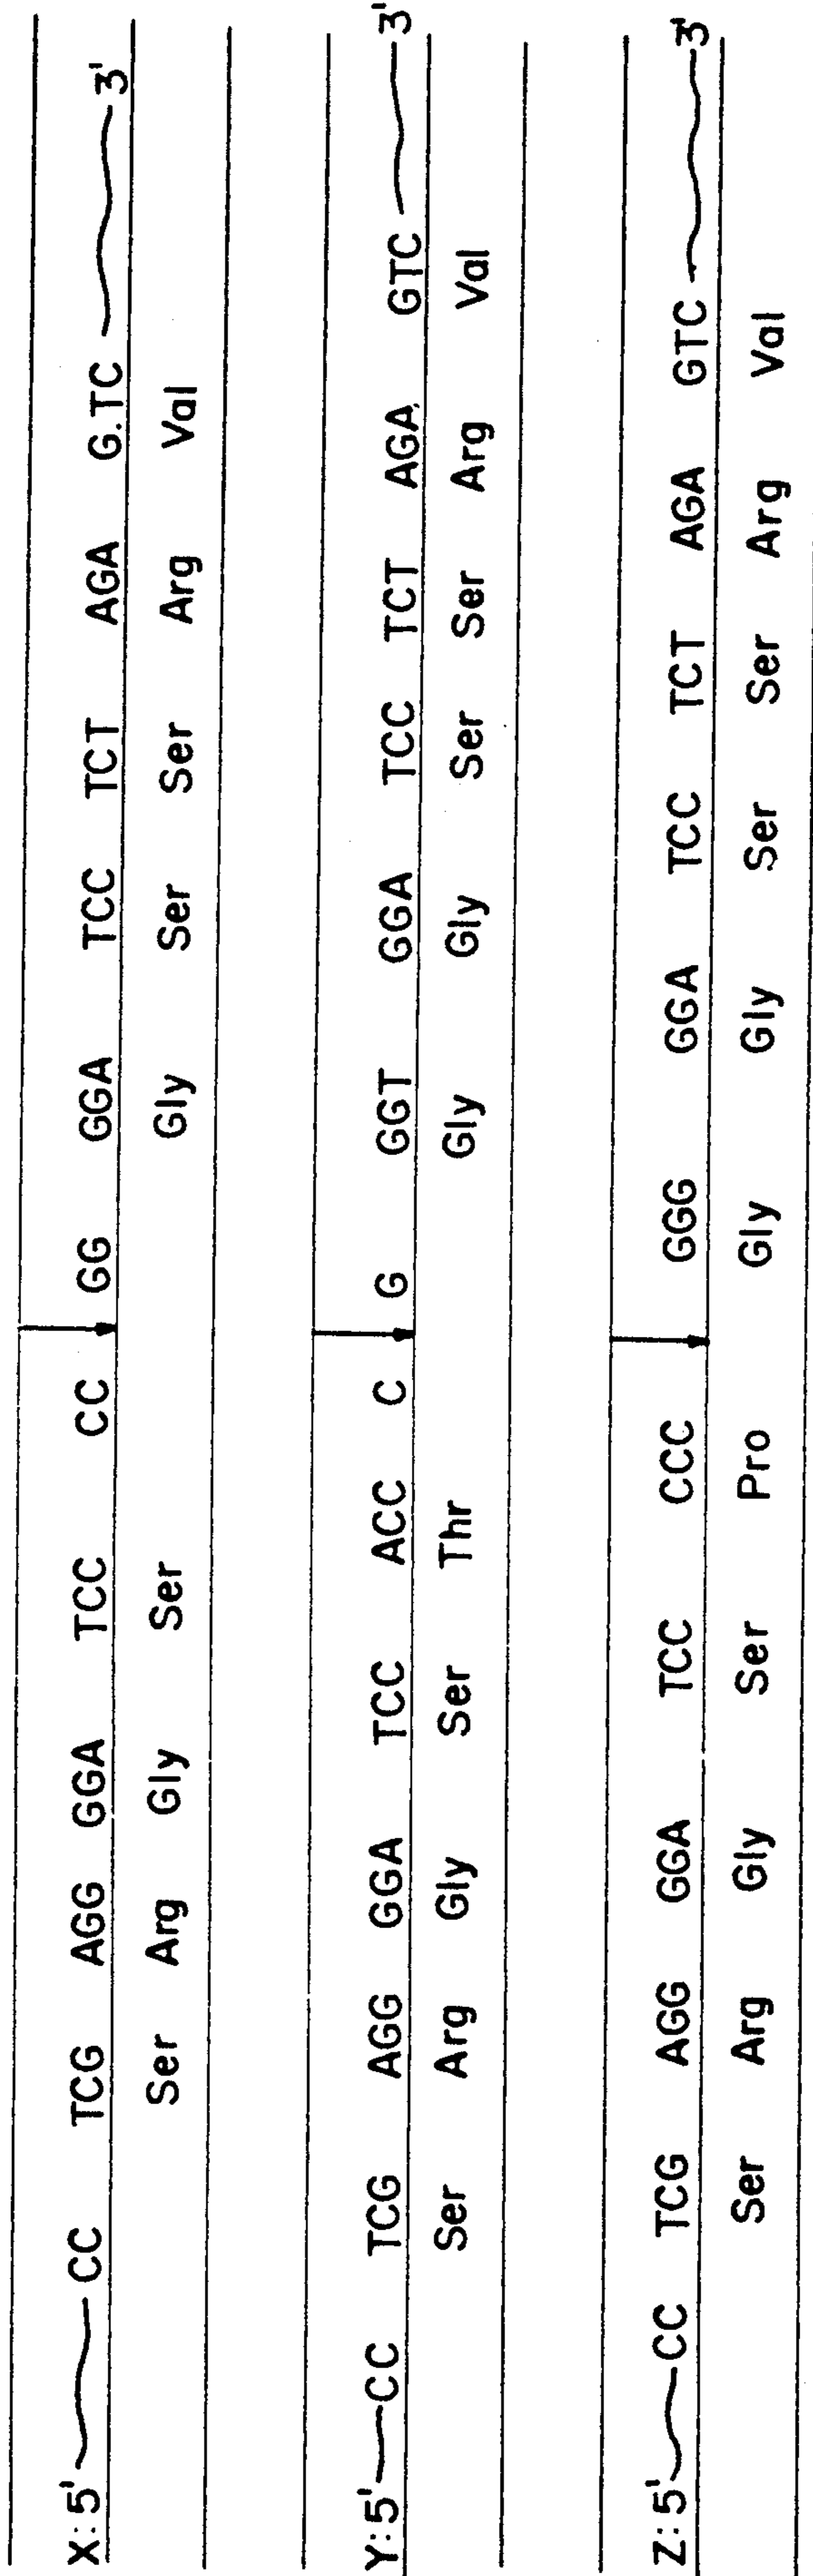 X: 5' CC TCG AGG GGA TCC CC GG GGA TCC TCT AGA G.TC 3'
Ser Arg Gly Ser Gly Ser Ser Arg Val
Y: 5' CC TCG AGG GGA TCC ACC C G GGT GGA TCC TCT AGA GTC 3'
Ser Arg Gly Ser Thr Gly Gly Ser Ser Arg Val
Z: 5' CC TCG AGG GGA TCC CCC GGG GGA TCC TCT AGA GTC 3'
Ser Arg Gly Ser Pro Gly Gly Ser Ser Arg Val